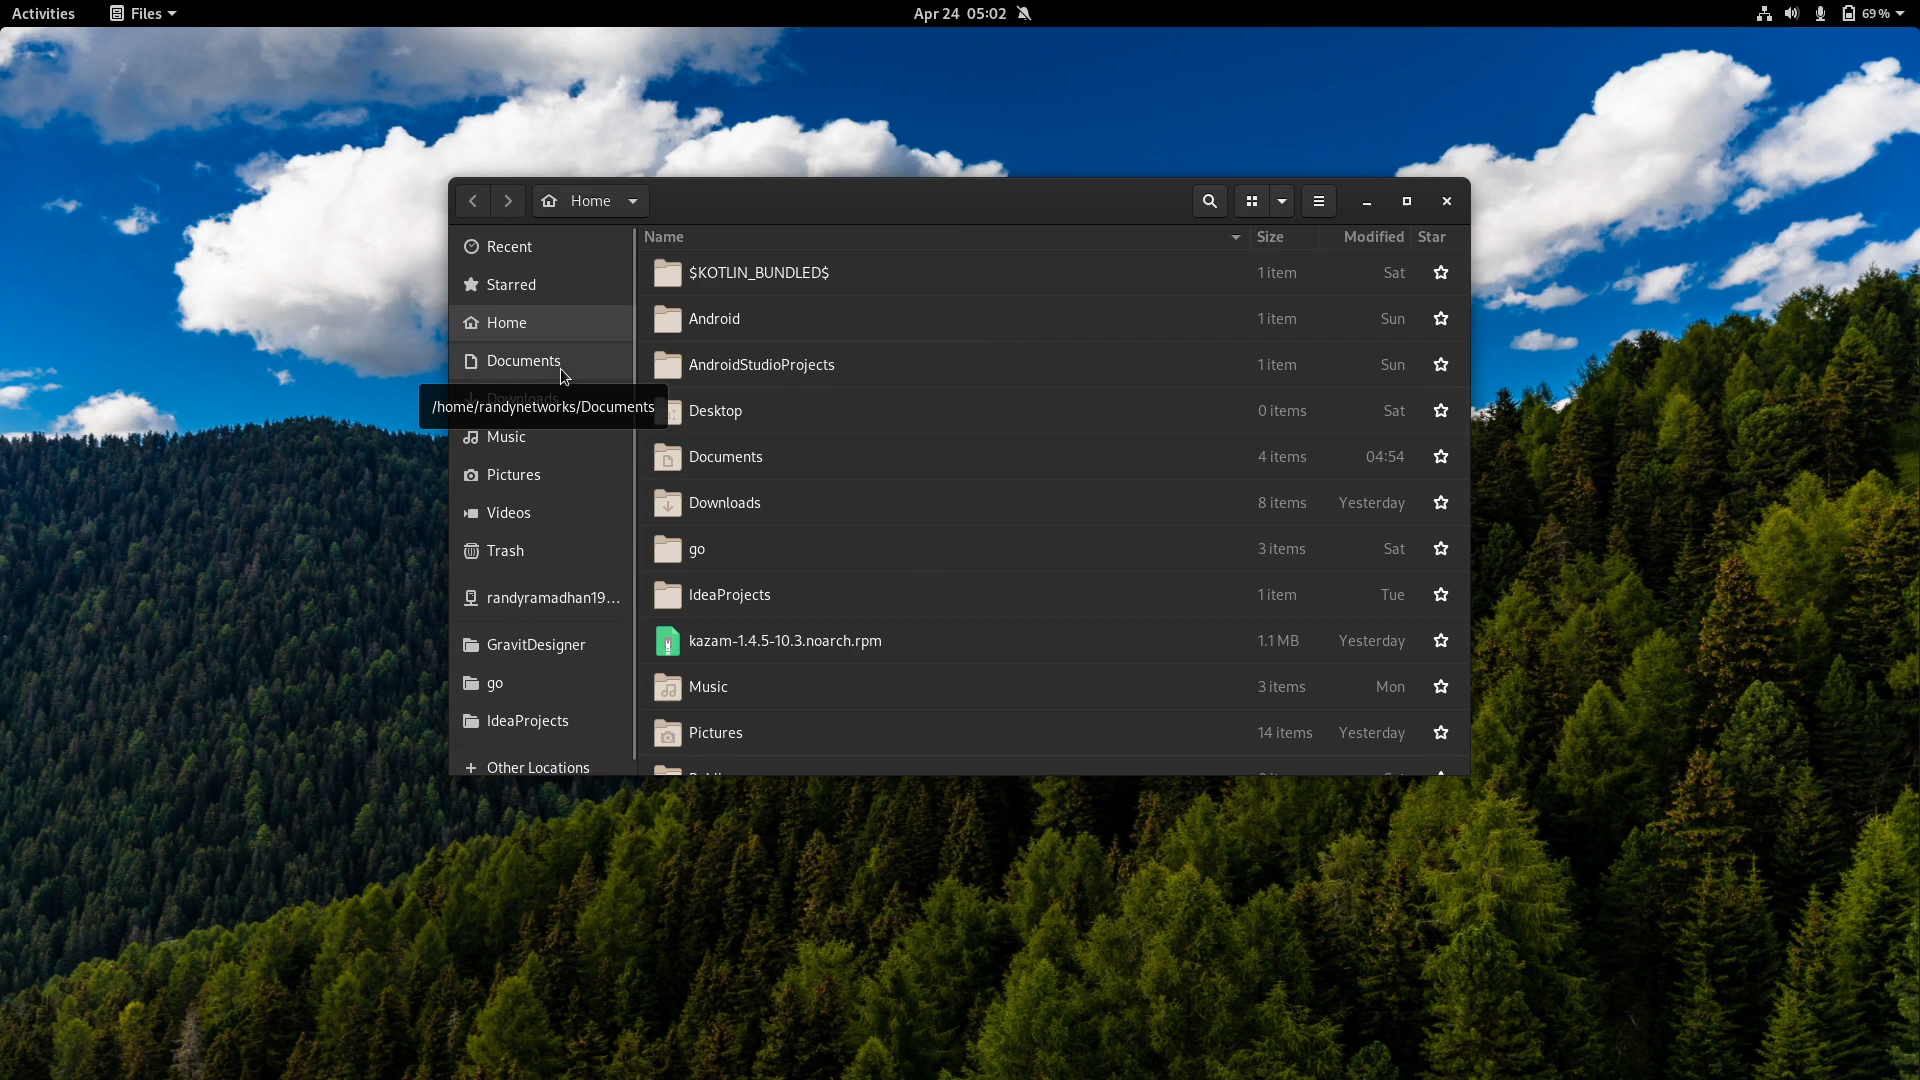 Activities Files Apr 24 05:02 69 %
Home
Name Size Modified Star
Recent
Starred
Home
Documents
/home/randynetworks/Documents
Downloads
Music
Pictures
Videos
Trash
randyramadhan19...
GravitDesigner
go
IdeaProjects
Other Locations
$KOTLIN_BUNDLED$ 1 item Sat
Android 1 item Sun
AndroidStudioProjects 1 item Sun
Desktop 0 items Sat
Documents 4 items 04:54
Downloads 8 items Yesterday
go 3 items Sat
IdeaProjects 1 item Tue
kazam-1.4.5-10.3.noarch.rpm 1.1 MB Yesterday
Music 3 items Mon
Pictures 14 items Yesterday